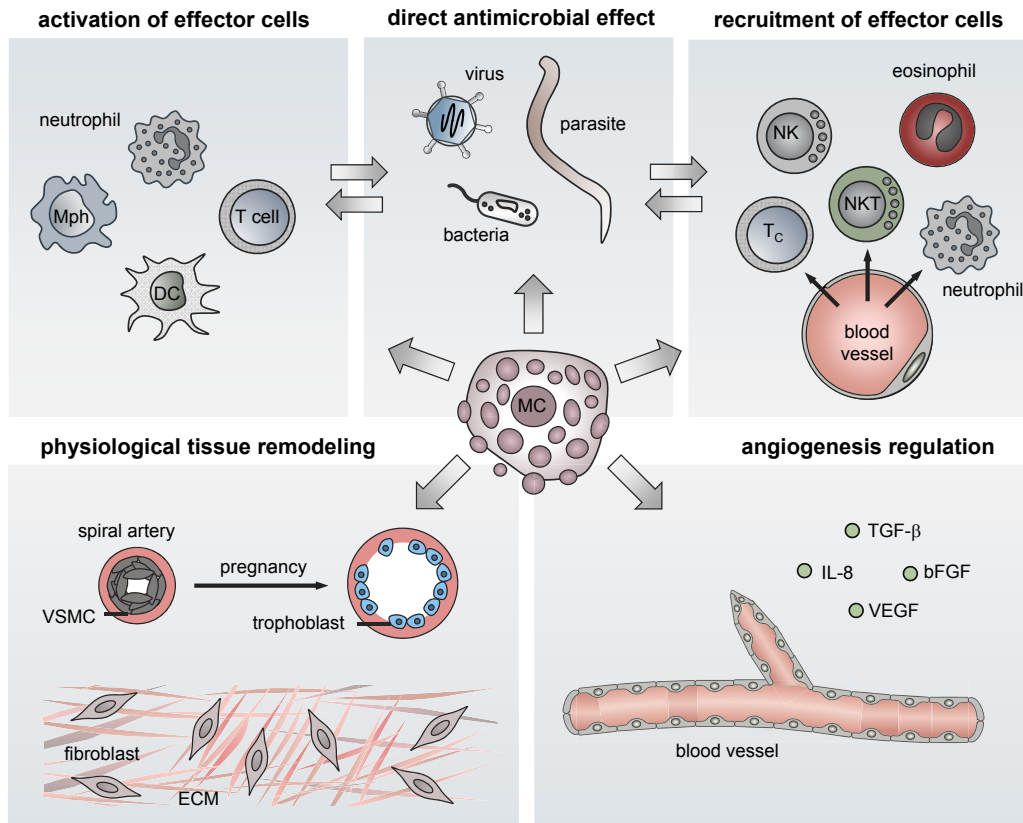 activation of effector cells
direct antimicrobial effect
recruitment of effector cells
neutrophil
Mph
T cell
DC
virus
parasite
bacteria
eosinophil
NK
NKT
T_C
neutrophil
blood
vessel
MC
physiological tissue remodeling
angiogenesis regulation
spiral artery
pregnancy
VSMC
trophoblast
fibroblast
ECM
TGF-β
IL-8
bFGF
VEGF
blood vessel